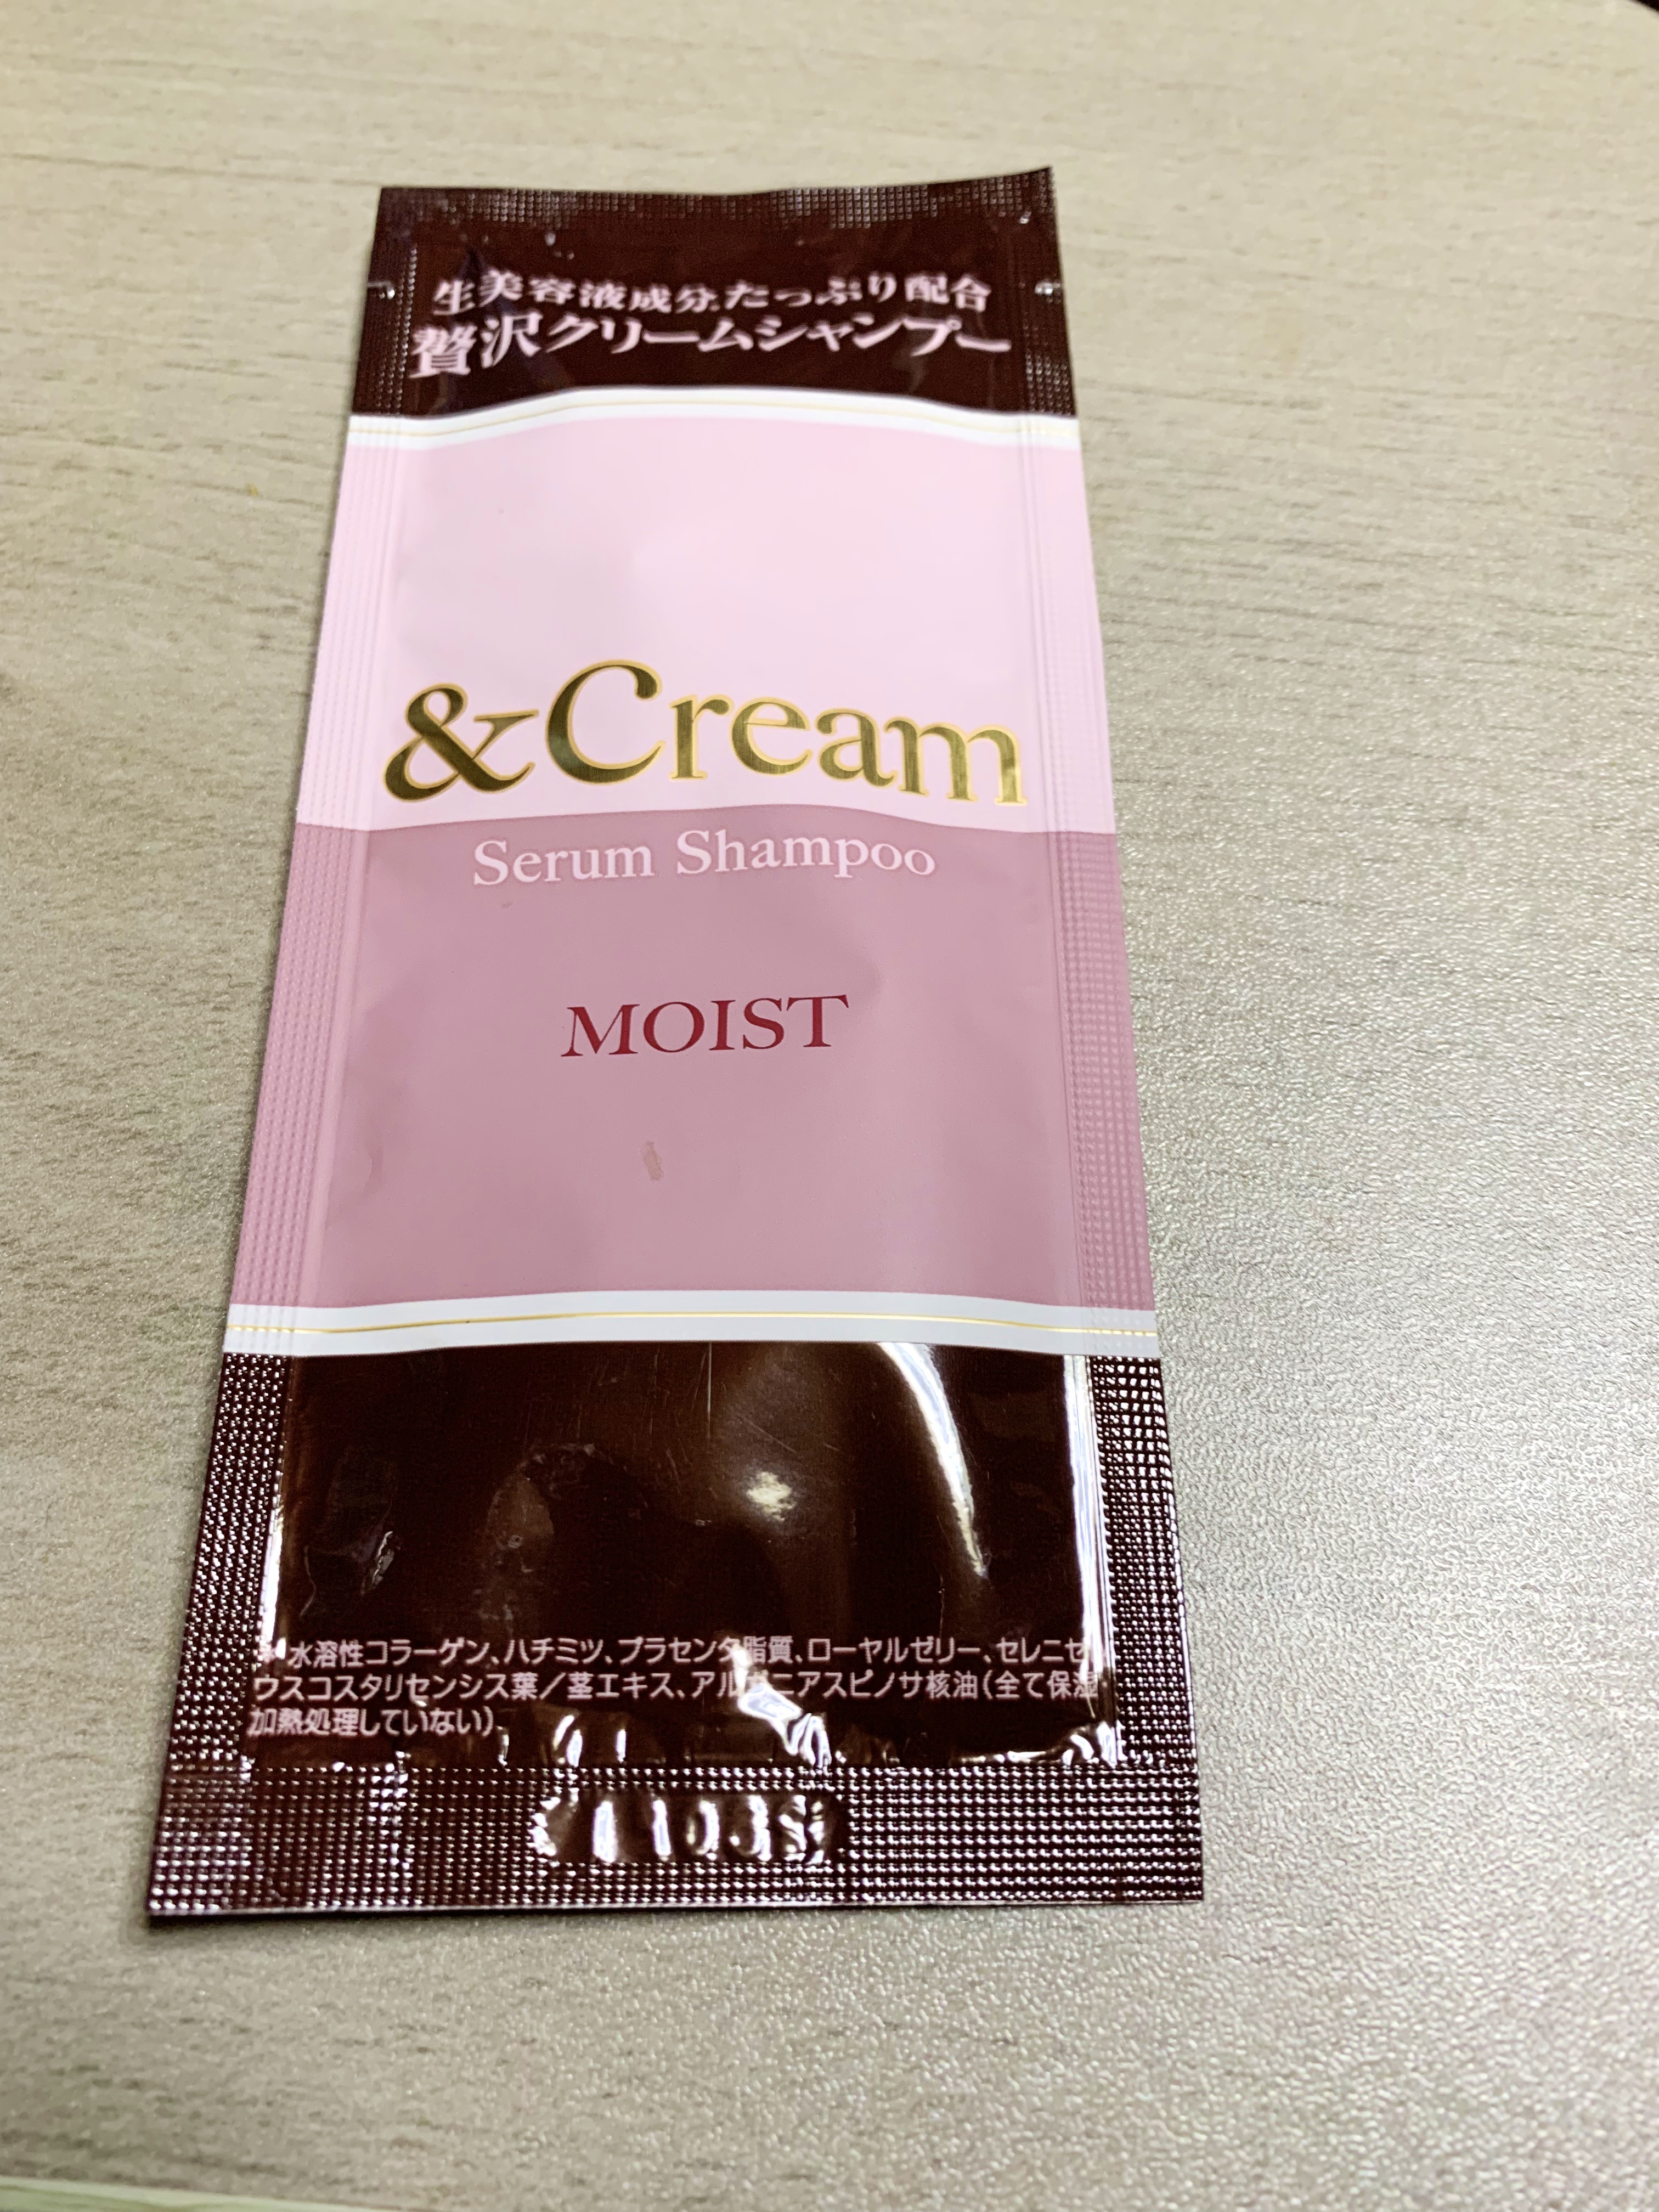 生美容液成分たっぷり配合
贅沢クリームシャンプー
&Cream
Serum Shampoo
MOIST
水溶性コラーゲン、ハチミツ、プラセンタ脂質、ローヤルゼリー、セレニセ
ウスコスタリセンシス葉／茎エキス、アルガニアスピノサ核油(全て保湿
加熱処理していない)